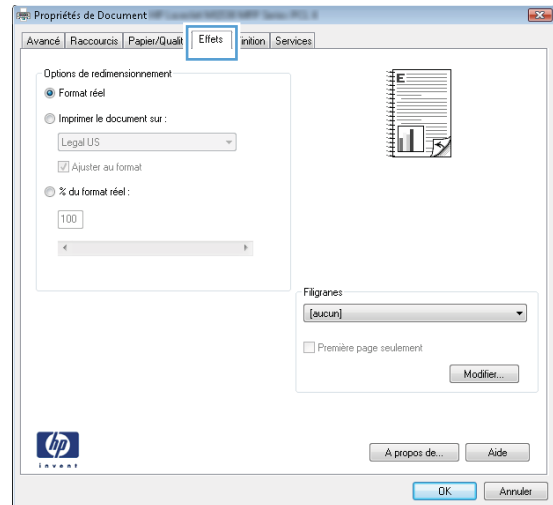 Propriétés de Document
Avancé Raccourcis Papier/Qualit Effets inition Services
Options de redimensionnement
Format réel
Imprimer le document sur :
Legal US
Ajuster au format
% du format réel :
100
E
Filigranes
[aucun]
Première page seulement
Modifier...
hp
invent
A propos de... Aide
OK Annuler